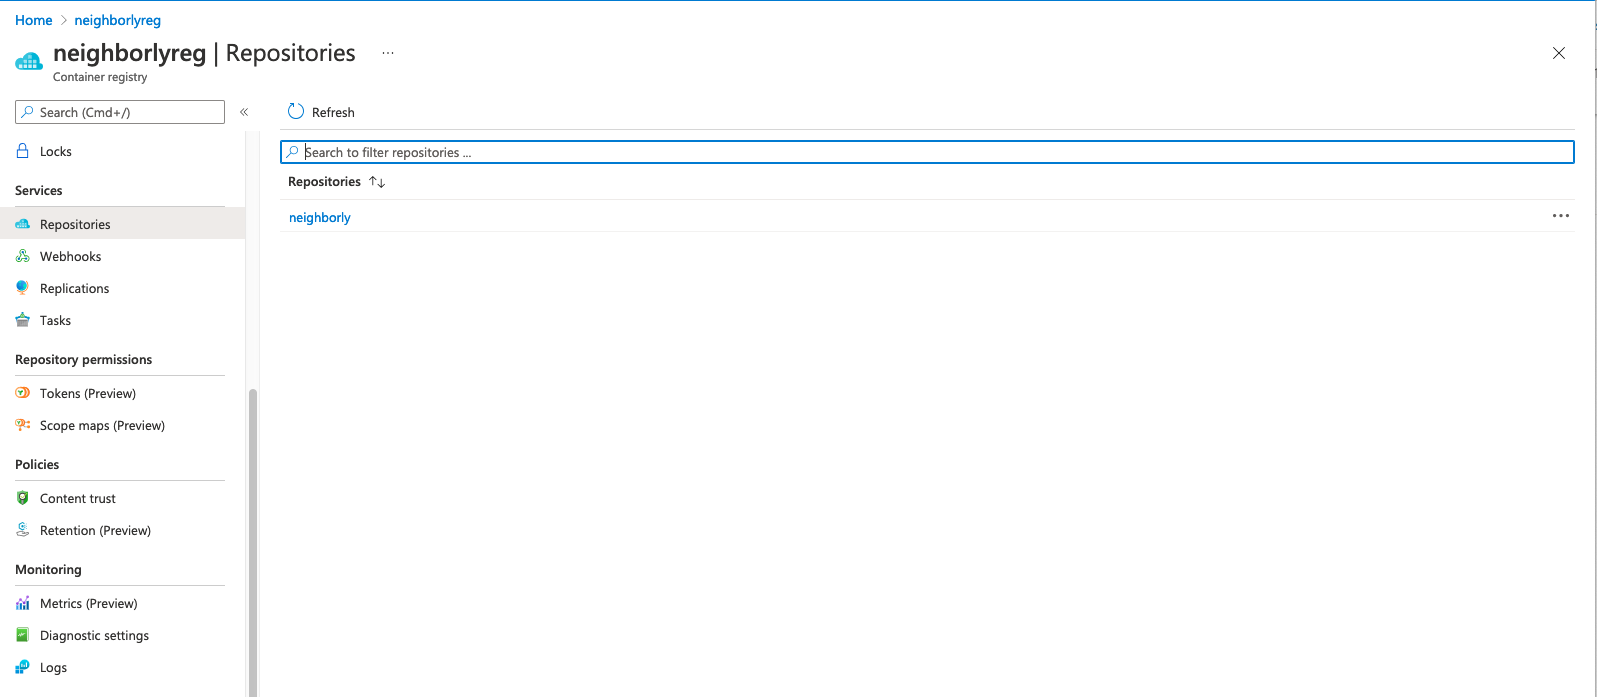 Home > neighborlyreg
neighborlyreg | Repositories ...
Container registry
Search (Cmd+/)
«
Refresh
Locks
Search to filter repositories ...
Services
Repositories ↑↓
Repositories
neighborly
...
Webhooks
Replications
Tasks
Repository permissions
Tokens (Preview)
Scope maps (Preview)
Policies
Content trust
Retention (Preview)
Monitoring
Metrics (Preview)
Diagnostic settings
Logs